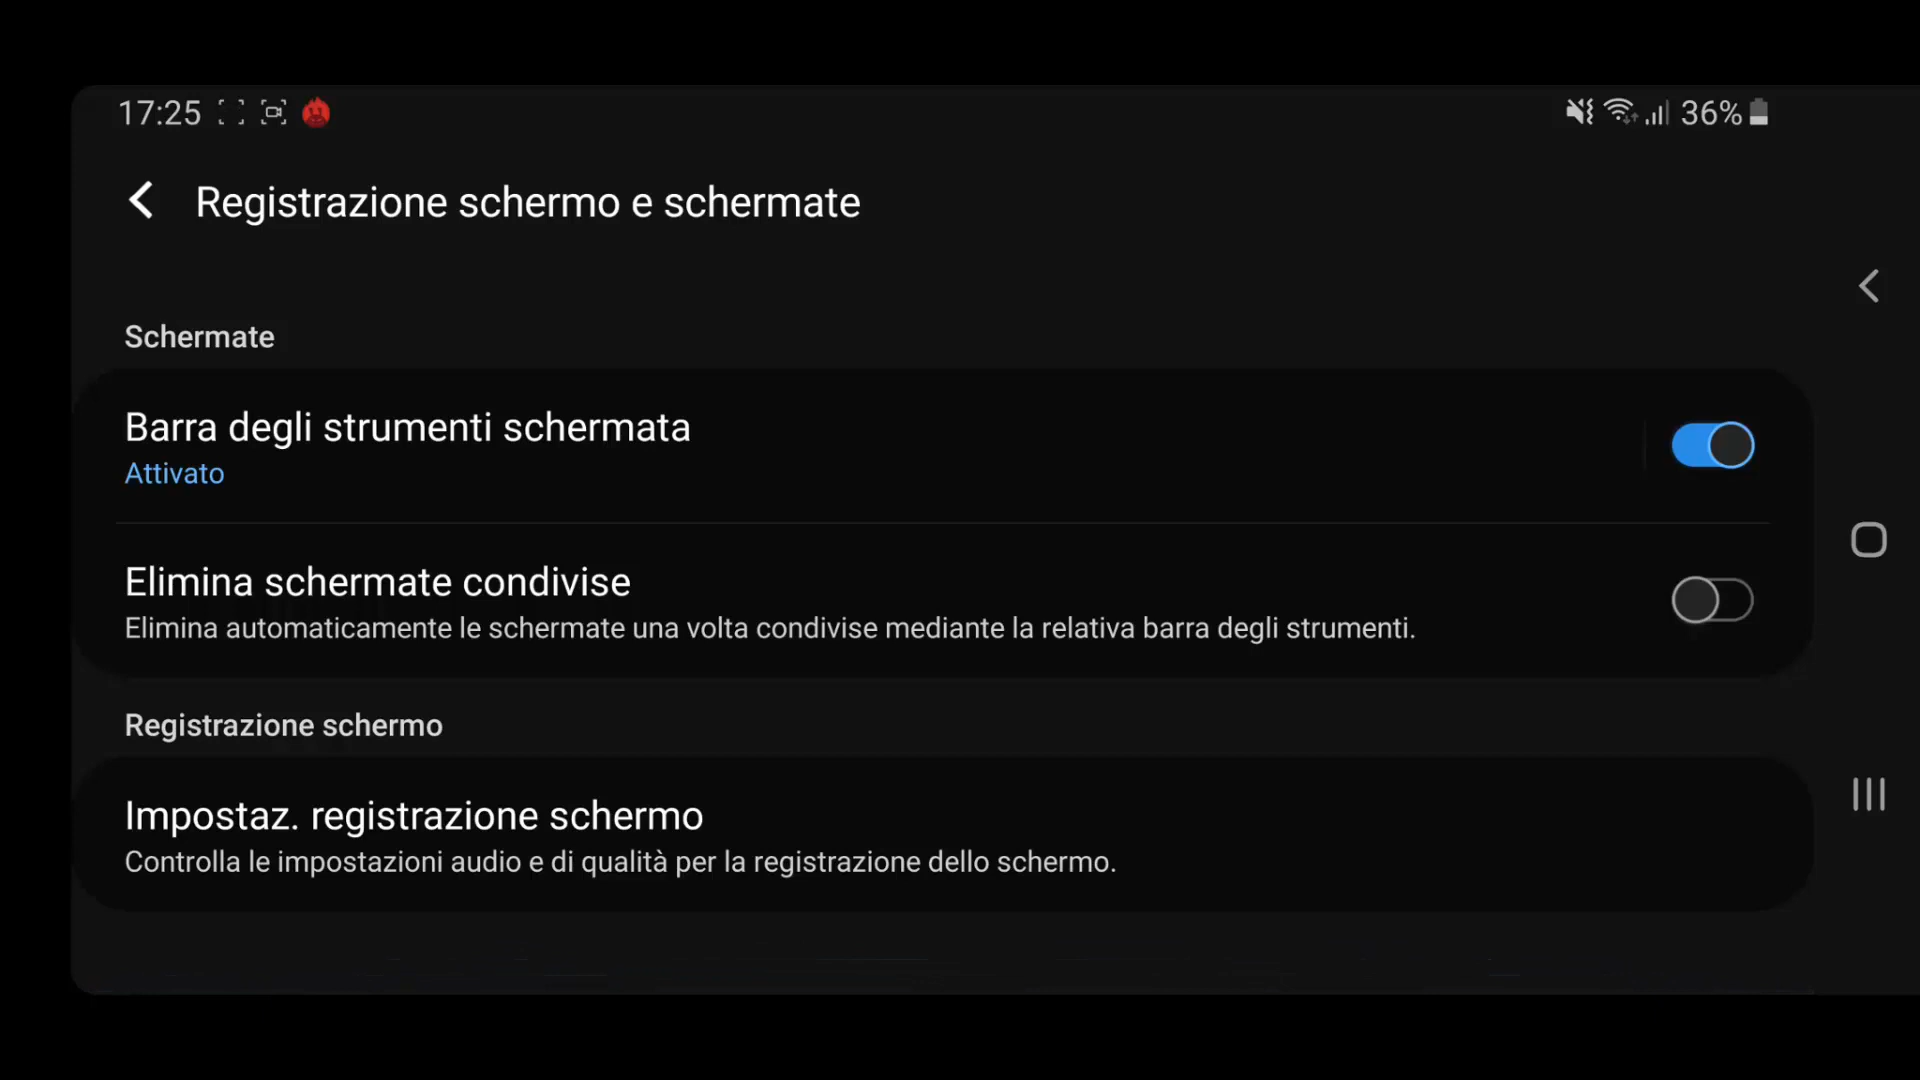 17:25 36%
Registrazione schermo e schermate
Schermate
Barra degli strumenti schermata
Attivato
Elimina schermate condivise
Elimina automaticamente le schermate una volta condivise mediante la relativa barra degli strumenti.
Registrazione schermo
Impostaz. registrazione schermo
Controlla le impostazioni audio e di qualità per la registrazione dello schermo.